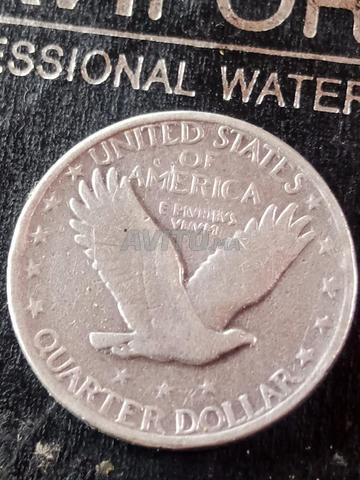 ESSIONAL WATER
UNITED STATES
OF
AMERICA
E PLURIBUS
UNUM
QUARTER DOLLAR